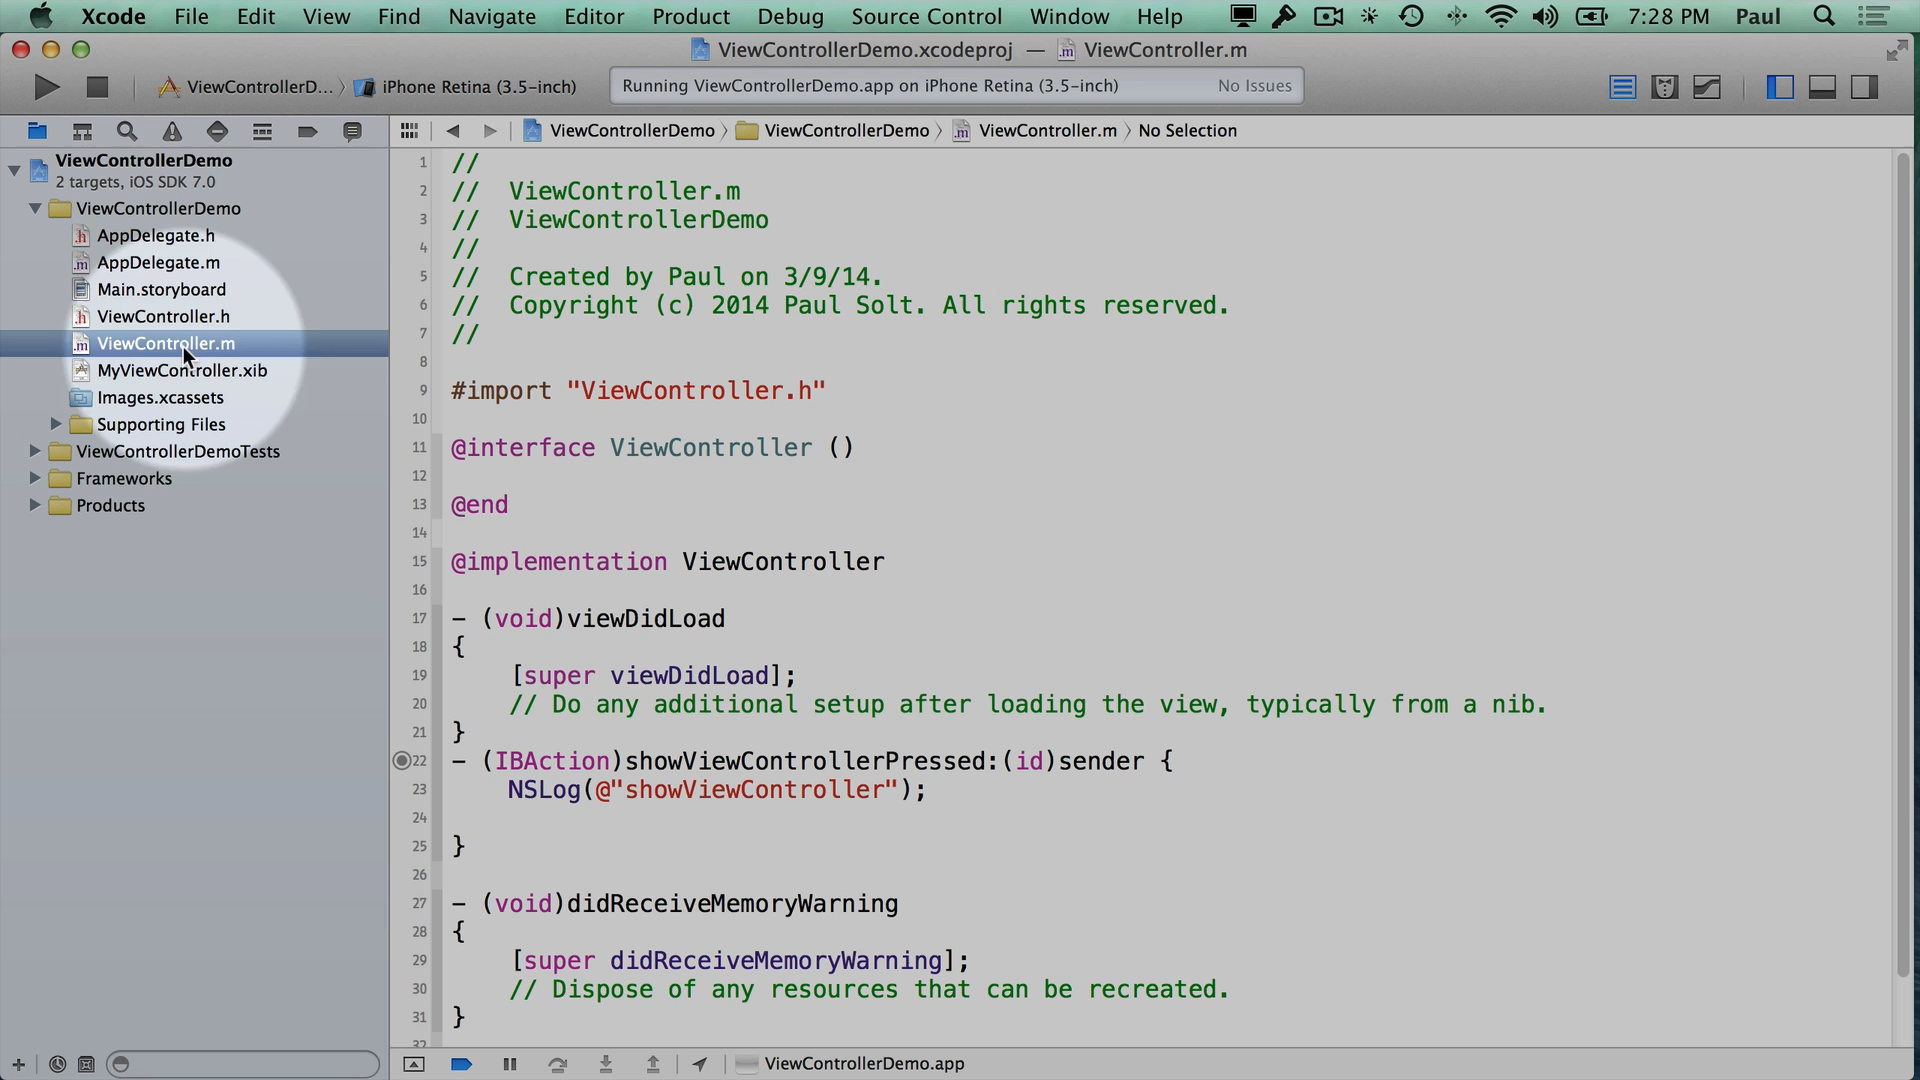 Xcode File Edit View Find Navigate Editor Product Debug Source Control Window Help 7:28 PM Paul
ViewControllerDemo.xcodeproj — ViewController.m
ViewControllerD... iPhone Retina (3.5-inch) Running ViewControllerDemo.app on iPhone Retina (3.5-inch) No Issues
ViewControllerDemo ViewControllerDemo ViewController.m No Selection
ViewControllerDemo
2 targets, iOS SDK 7.0
ViewControllerDemo
AppDelegate.h
AppDelegate.m
Main.storyboard
ViewController.h
ViewController.m
MyViewController.xib
Images.xcassets
Supporting Files
ViewControllerDemoTests
Frameworks
Products
1 //
2 //  ViewController.m
3 //  ViewControllerDemo
4 //
5 //  Created by Paul on 3/9/14.
6 //  Copyright (c) 2014 Paul Solt. All rights reserved.
7 //
8
9 #import "ViewController.h"
10
11 @interface ViewController ()
12
13 @end
14
15 @implementation ViewController
16
17 - (void)viewDidLoad
18 {
19     [super viewDidLoad];
20     // Do any additional setup after loading the view, typically from a nib.
21 }
22 - (IBAction)showViewControllerPressed:(id)sender {
23     NSLog(@"showViewController");
24
25 }
26
27 - (void)didReceiveMemoryWarning
28 {
29     [super didReceiveMemoryWarning];
30     // Dispose of any resources that can be recreated.
31 }
32
ViewControllerDemo.app